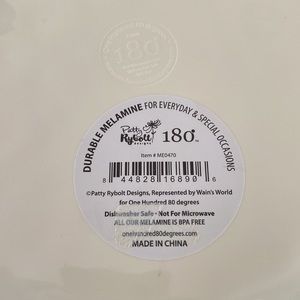 180°
DURABLE MELAMINE FOR EVERYDAY & SPECIAL OCCASIONS
Patty
Rybolt
DESIGNS
180°
Item # ME0470
8 44828 16890 6
©Patty Rybolt Designs, Represented by Wain's World
for One Hundred 80 degrees
Dishwasher Safe • Not For Microwave
ALL OUR MELAMINE IS BPA FREE
onehundred80degrees.com
MADE IN CHINA